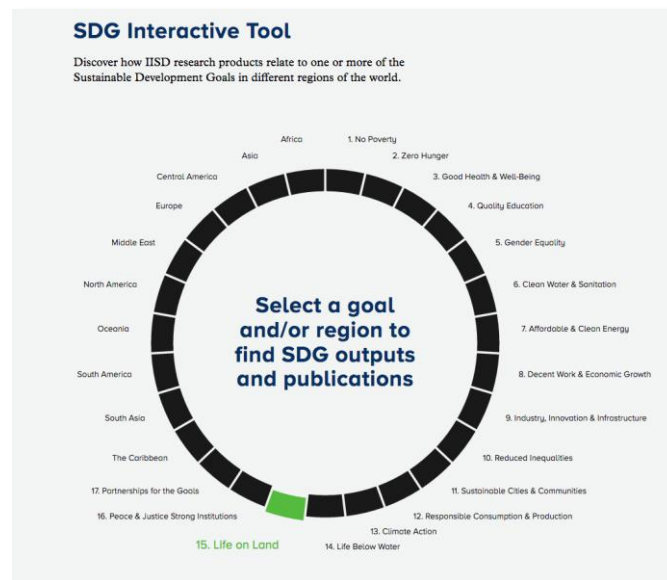 SDG Interactive Tool
Discover how IISD research products relate to one or more of the
Sustainable Development Goals in different regions of the world.
Africa
1. No Poverty
Asia
2. Zero Hunger
Central America
3. Good Health & Well-Being
Europe
4. Quality Education
Middle East
5. Gender Equality
North America
6. Clean Water & Sanitation
Oceania
7. Affordable & Clean Energy
South America
8. Decent Work & Economic Growth
South Asia
9. Industry, Innovation & Infrastructure
The Caribbean
10. Reduced Inequalities
17. Partnerships for the Goals
11. Sustainable Cities & Communities
16. Peace & Justice Strong Institutions
12. Responsible Consumption & Production
13. Climate Action
15. Life on Land
14. Life Below Water
Select a goal
and/or region to
find SDG outputs
and publications